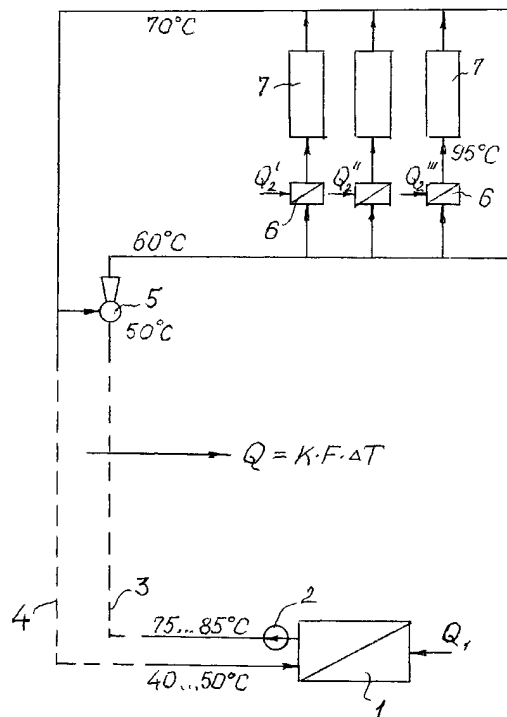 70°C
7
7
95°C
Q₂' Q₂'' Q₂'''
6
6
60°C
5
50°C
Q = K·F·ΔT
4
3
2
75...85°C
Q₁
40...50°C
1